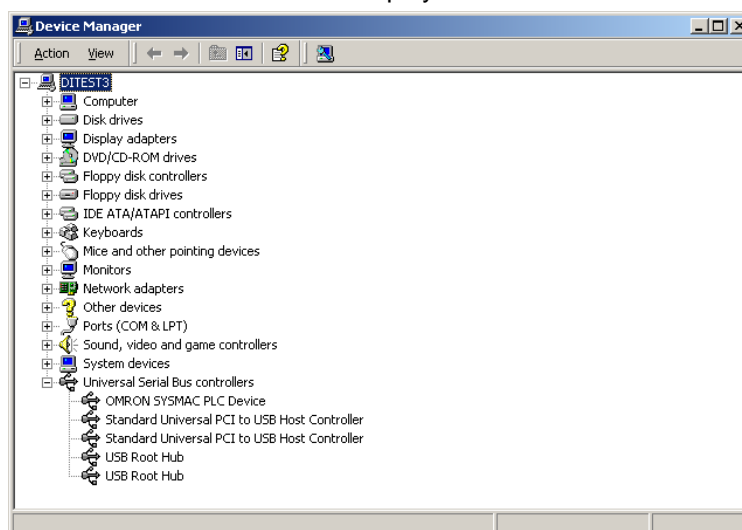 Device Manager
Action View
DITEST3
Computer
Disk drives
Display adapters
DVD/CD-ROM drives
Floppy disk controllers
Floppy disk drives
IDE ATA/ATAPI controllers
Keyboards
Mice and other pointing devices
Monitors
Network adapters
Other devices
Ports (COM & LPT)
Sound, video and game controllers
System devices
Universal Serial Bus controllers
OMRON SYSMAC PLC Device
Standard Universal PCI to USB Host Controller
Standard Universal PCI to USB Host Controller
USB Root Hub
USB Root Hub